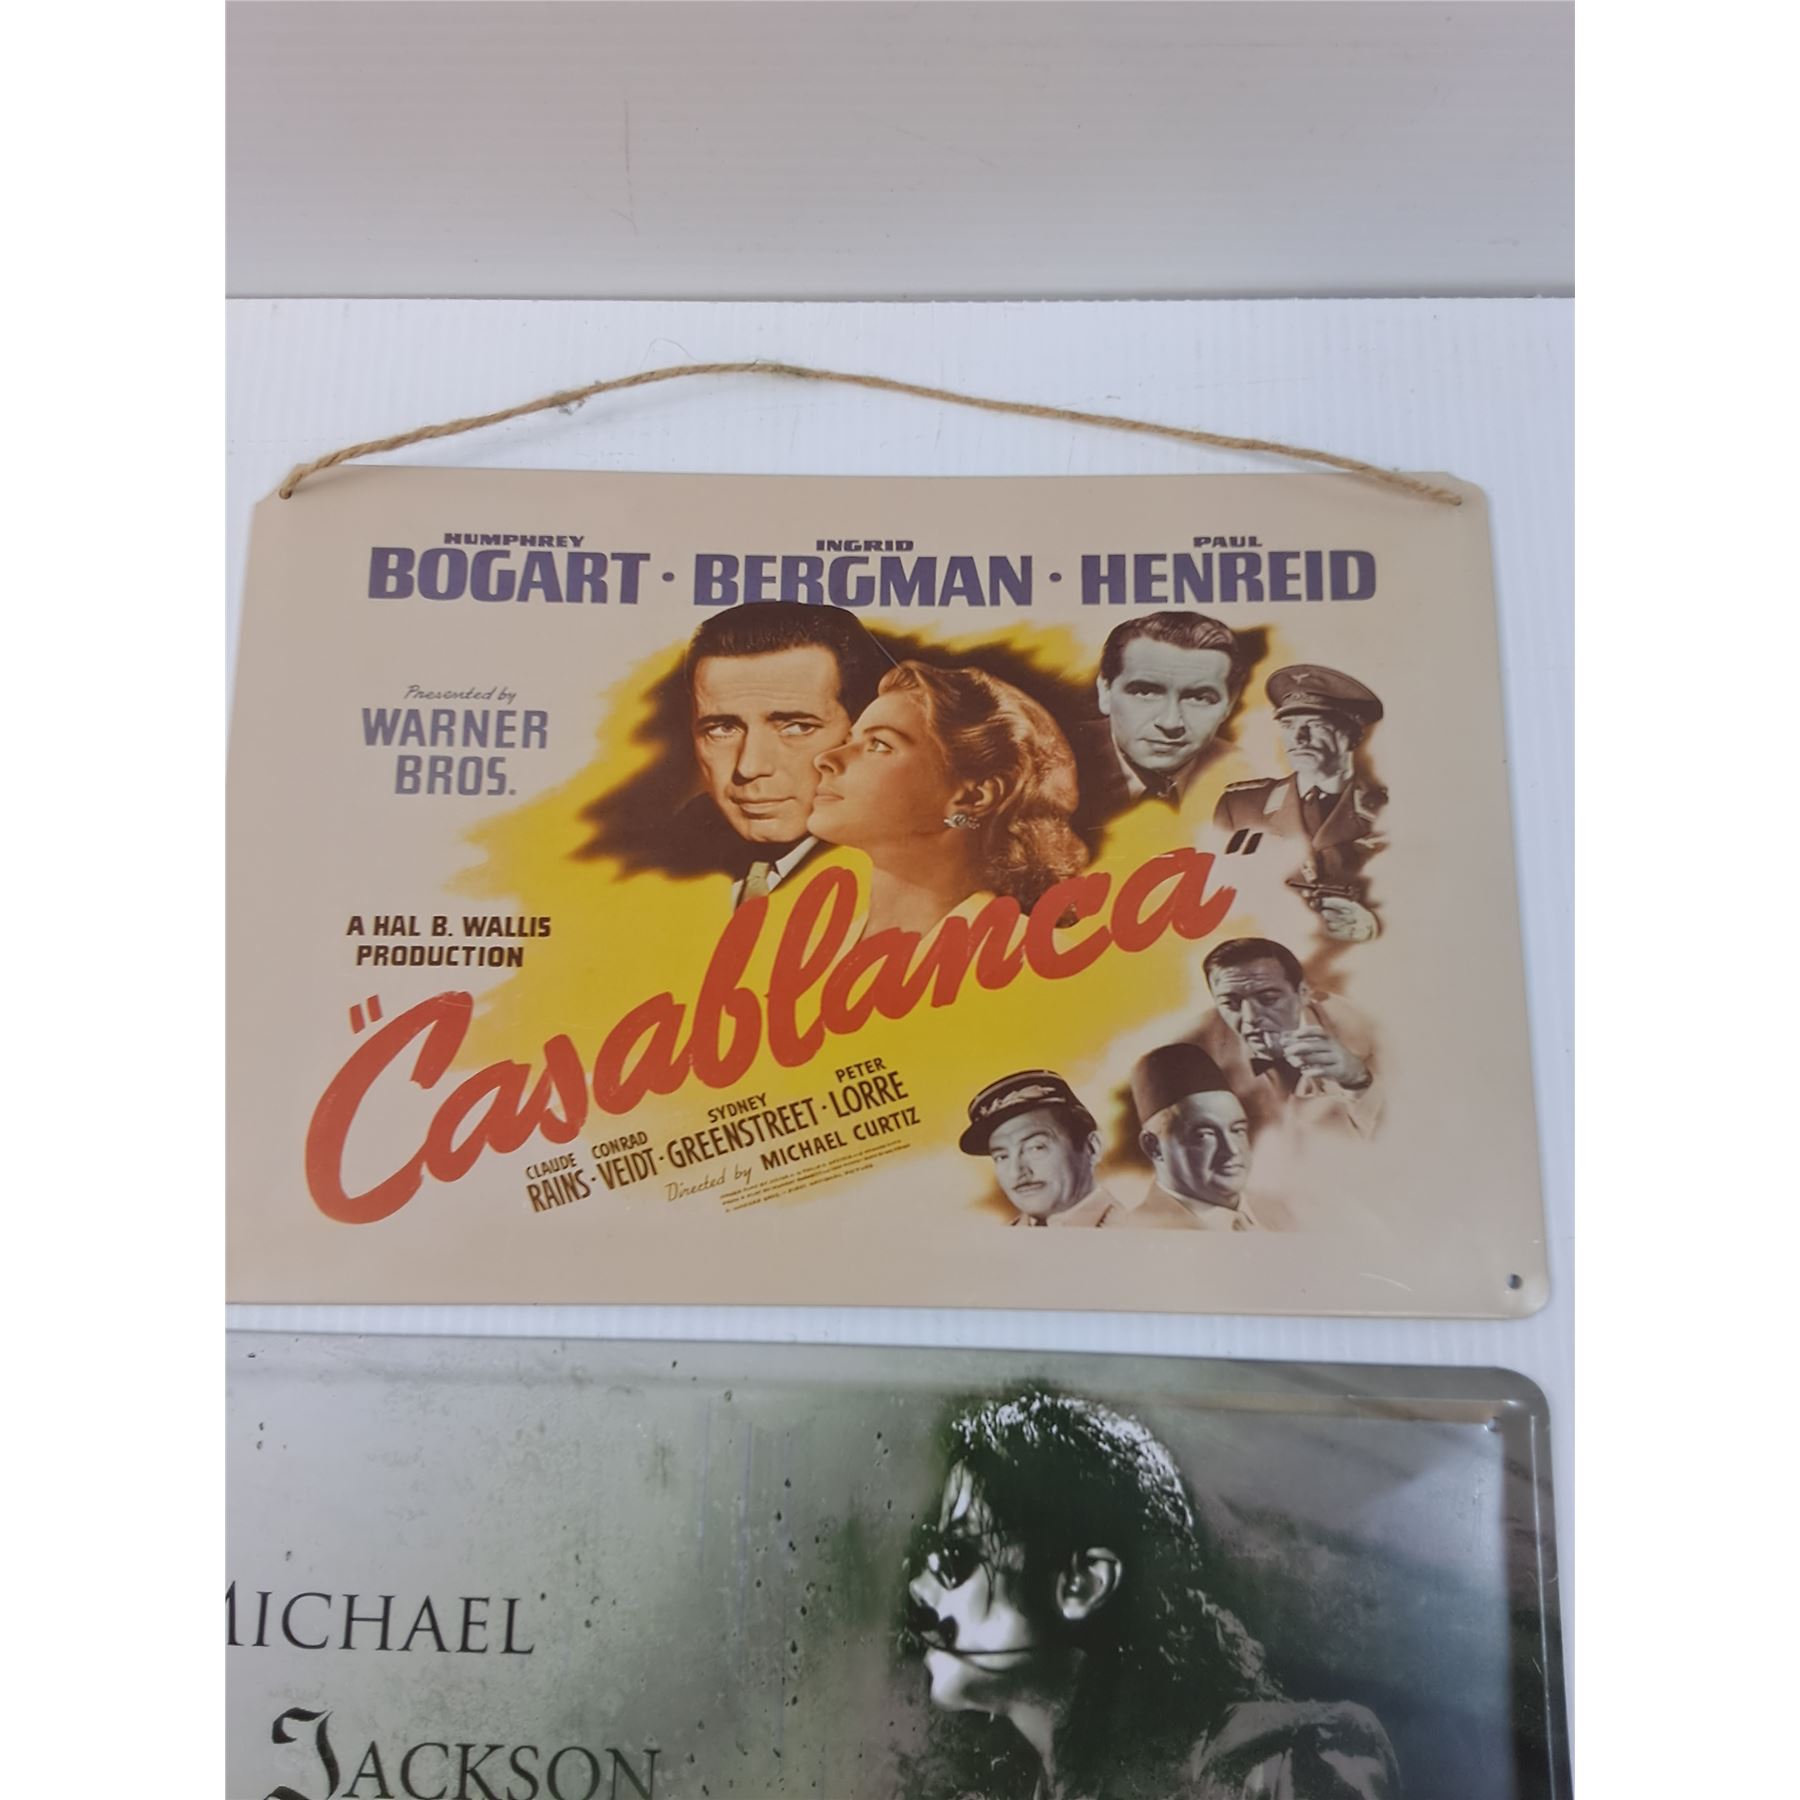 HUMPHREY INGRID PAUL
BOGART · BERGMAN · HENREID
Presented by
WARNER
BROS.
A HAL B. WALLIS
PRODUCTION
"Casablanca"
CLAUDE CONRAD SYDNEY PETER
RAINS · VEIDT · GREENSTREET · LORRE
Directed by MICHAEL CURTIZ
MICHAEL
JACKSON